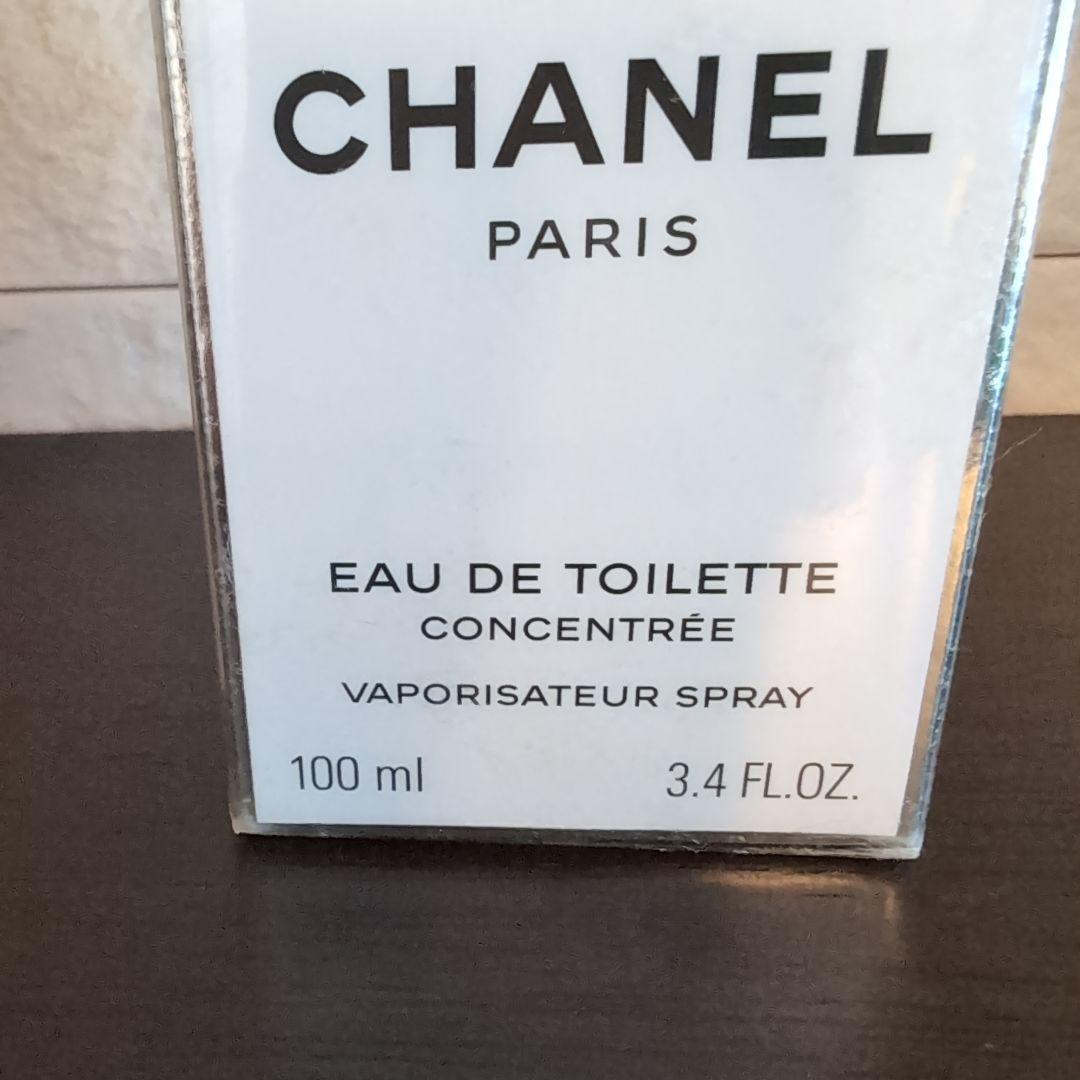 CHANEL
PARIS
EAU DE TOILETTE
CONCENTRÉE
VAPORISATEUR SPRAY
100 ml 3.4 FL.OZ.